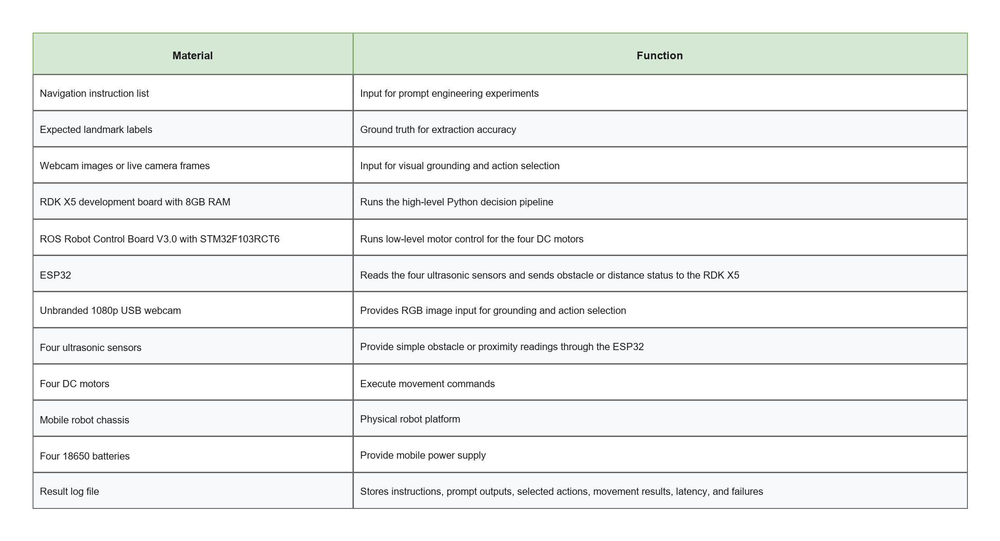 Material Function
Navigation instruction list Input for prompt engineering experiments
Expected landmark labels Ground truth for extraction accuracy
Webcam images or live camera frames Input for visual grounding and action selection
RDK X5 development board with 8GB RAM Runs the high-level Python decision pipeline
ROS Robot Control Board V3.0 with STM32F103RCT6 Runs low-level motor control for the four DC motors
ESP32 Reads the four ultrasonic sensors and sends obstacle or distance status to the RDK X5
Unbranded 1080p USB webcam Provides RGB image input for grounding and action selection
Four ultrasonic sensors Provide simple obstacle or proximity readings through the ESP32
Four DC motors Execute movement commands
Mobile robot chassis Physical robot platform
Four 18650 batteries Provide mobile power supply
Result log file Stores instructions, prompt outputs, selected actions, movement results, latency, and failures